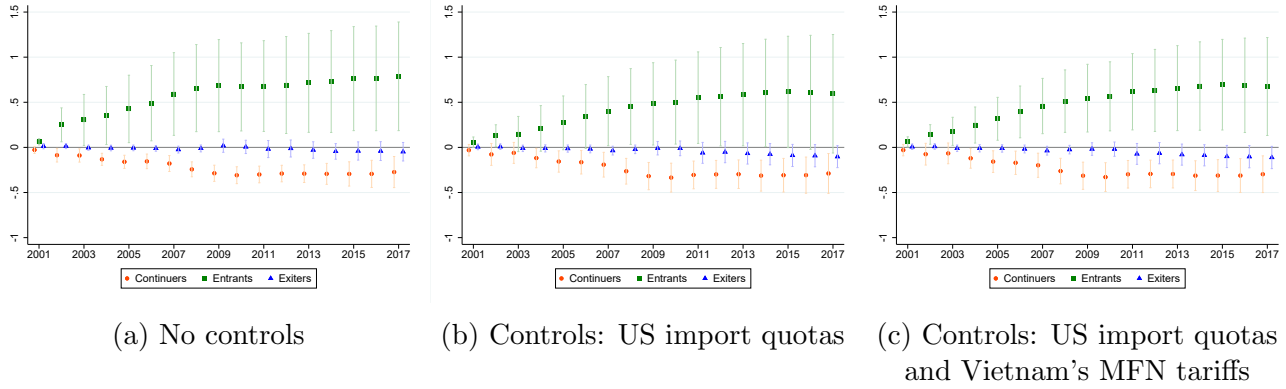 1.5
1
.5
0
-.5
-1
2001 2003 2005 2007 2009 2011 2013 2015 2017
Continuers Entrants Exiters
(a) No controls
1.5
1
.5
0
-.5
-1
2001 2003 2005 2007 2009 2011 2013 2015 2017
Continuers Entrants Exiters
(b) Controls: US import quotas
1.5
1
.5
0
-.5
-1
2001 2003 2005 2007 2009 2011 2013 2015 2017
Continuers Entrants Exiters
(c) Controls: US import quotas
and Vietnam's MFN tariffs